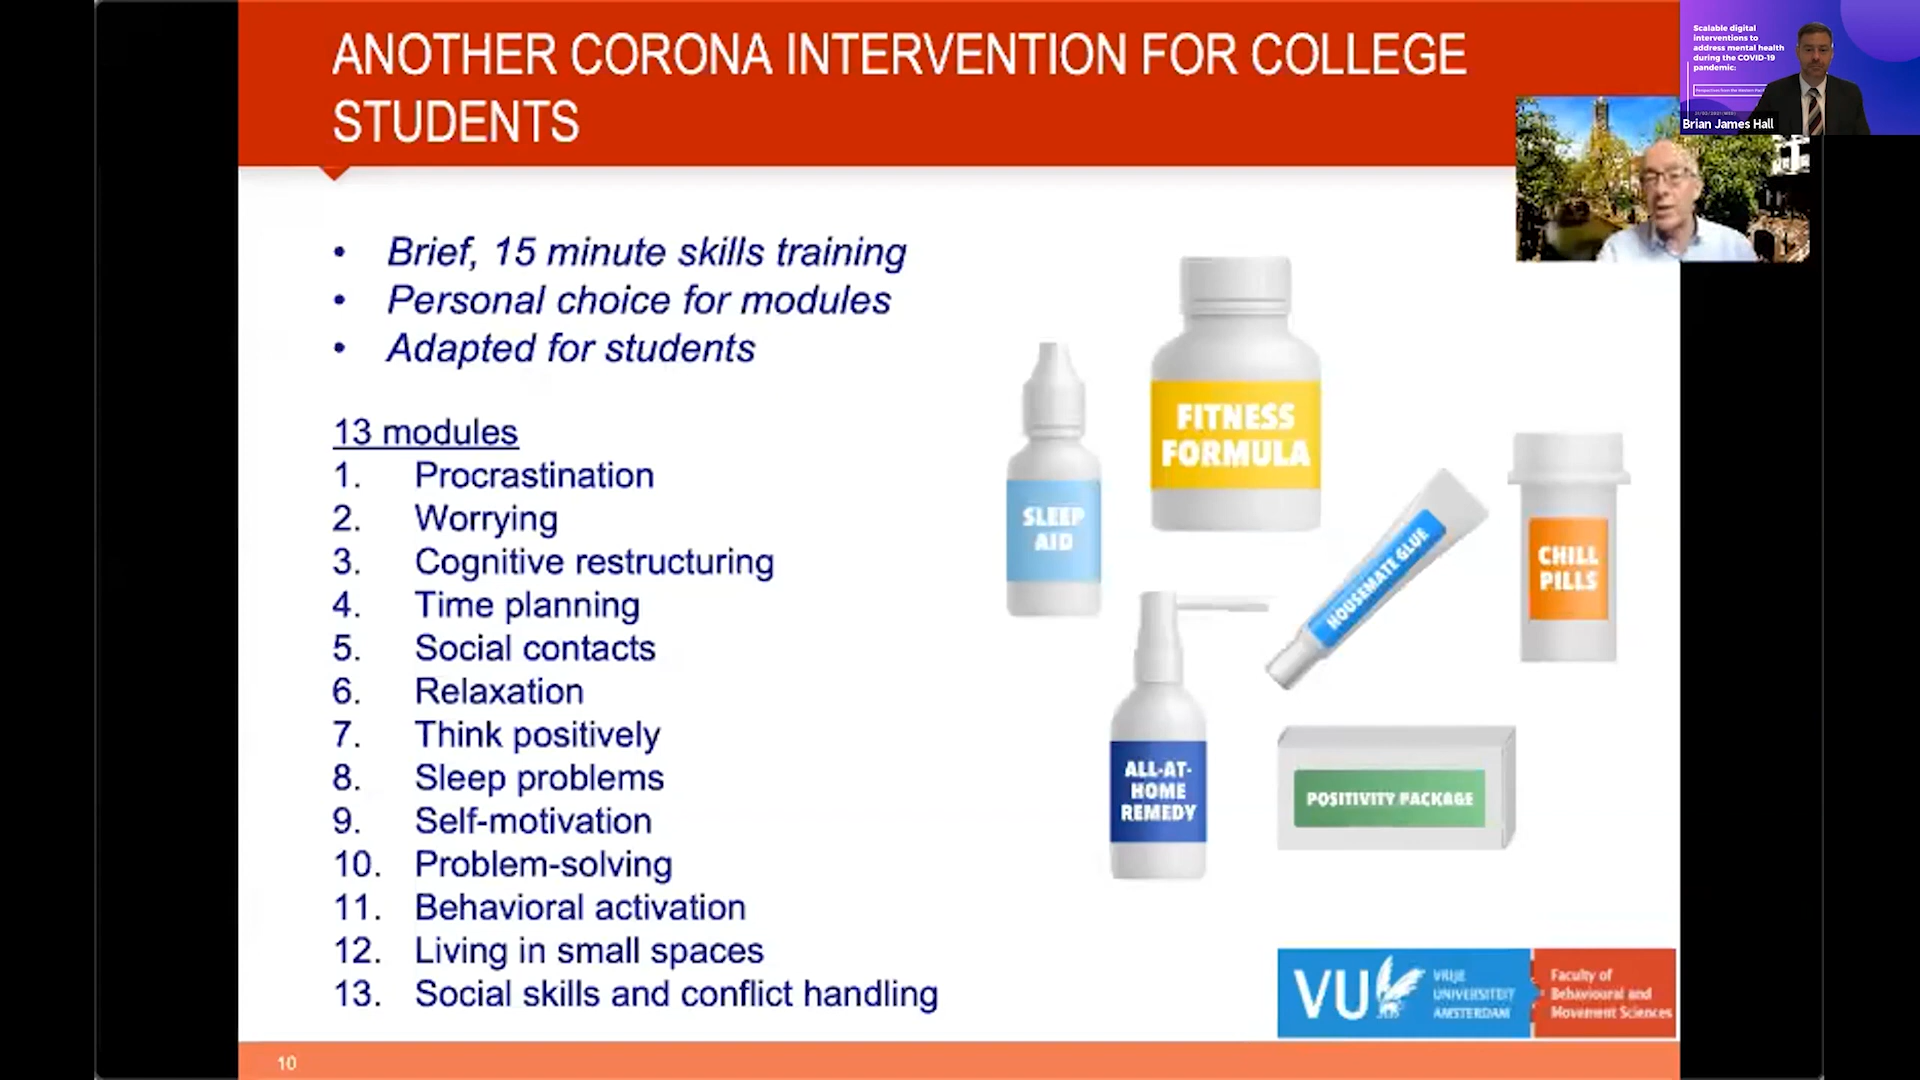 ANOTHER CORONA INTERVENTION FOR COLLEGE
STUDENTS
• Brief, 15 minute skills training
• Personal choice for modules
• Adapted for students
13 modules
1. Procrastination
2. Worrying
3. Cognitive restructuring
4. Time planning
5. Social contacts
6. Relaxation
7. Think positively
8. Sleep problems
9. Self-motivation
10. Problem-solving
11. Behavioral activation
12. Living in small spaces
13. Social skills and conflict handling
SLEEP
AID
FITNESS
FORMULA
HOUSEMATE GLUE
CHILL
PILLS
ALL-AT-
HOME
REMEDY
POSITIVITY PACKAGE
VU
VRIJE
UNIVERSITEIT
AMSTERDAM
Faculty of
Behavioural and
Movement Sciences
10
Scalable digital
interventions to
address mental health
during the COVID-19
pandemic:
Perspectives from the Western
Brian James Hall